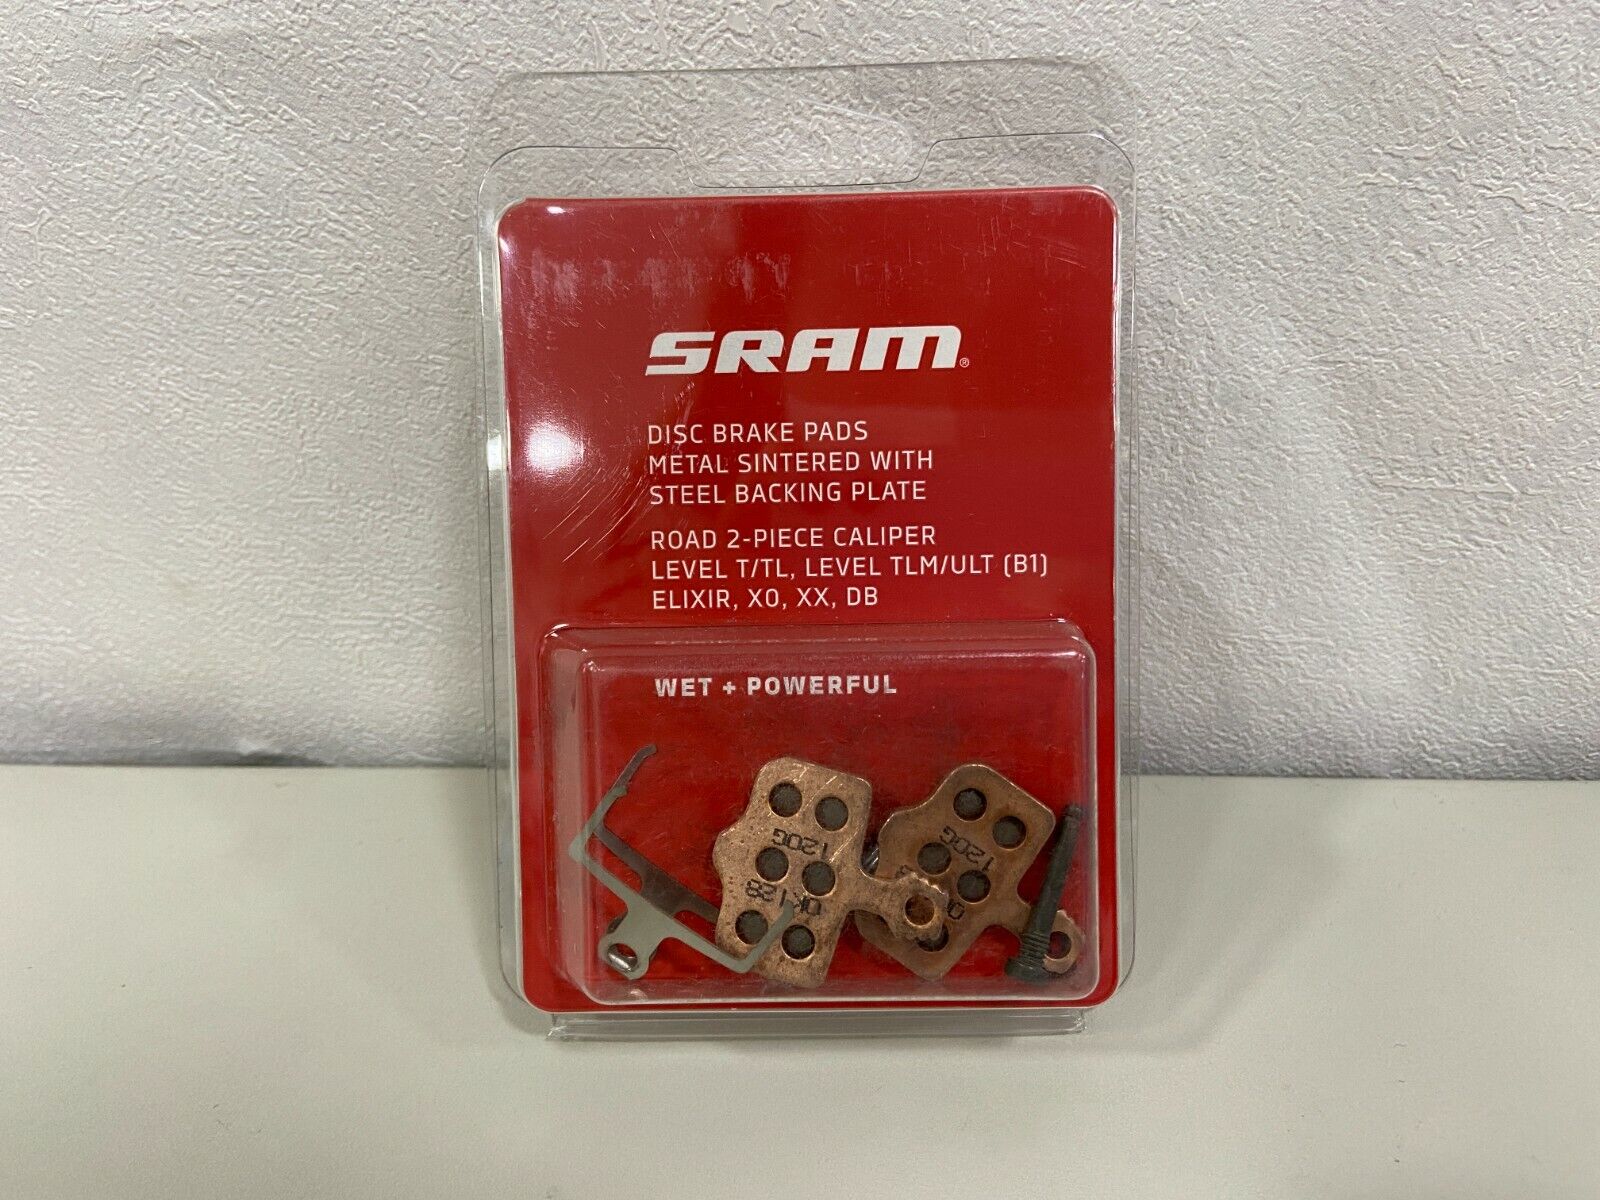 SRAM®
DISC BRAKE PADS
METAL SINTERED WITH
STEEL BACKING PLATE
ROAD 2-PIECE CALIPER
LEVEL T/TL, LEVEL TLM/ULT (B1)
ELIXIR, X0, XX, DB
WET + POWERFUL
120G
OK128
120G